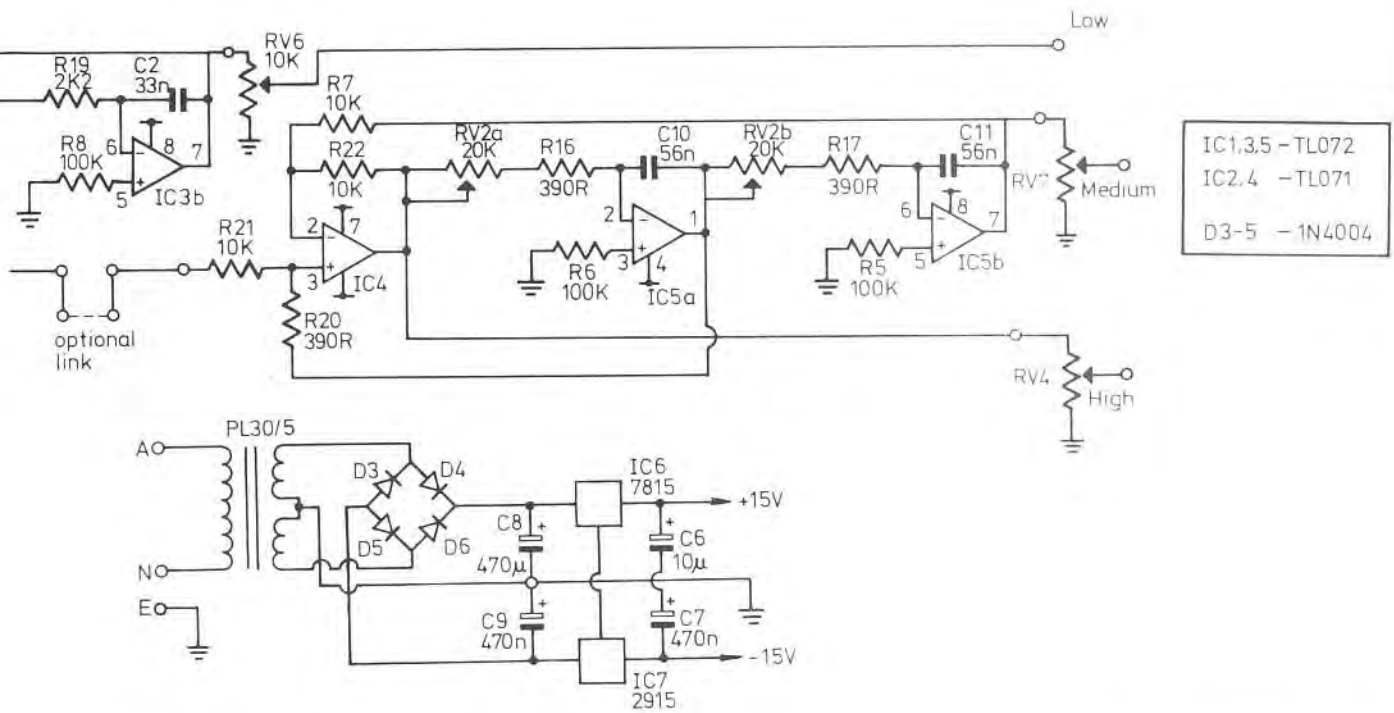 Low
RV6
10K
R19
2K2
C2
33n
R7
10K
R8
100K
6
8
7
5
IC3b
R22
10K
RV2a
20K
R16
390R
C10
56n
RV2b
20K
R17
390R
C11
56n
Medium
IC1,3,5 - TL072
IC2,4 - TL071
D3-5 - 1N4004
2
7
3
IC4
R21
10K
2
1
3
4
R6
100K
IC5a
6
8
7
5
R5
100K
IC5b
R20
390R
optional
link
RV4
High
PL30/5
A
N
E
D3
D4
D5
D6
C8
+
470µ
C9
+
470n
IC6
7815
+15V
+
C6
10µ
+
C7
470n
-15V
IC7
2915